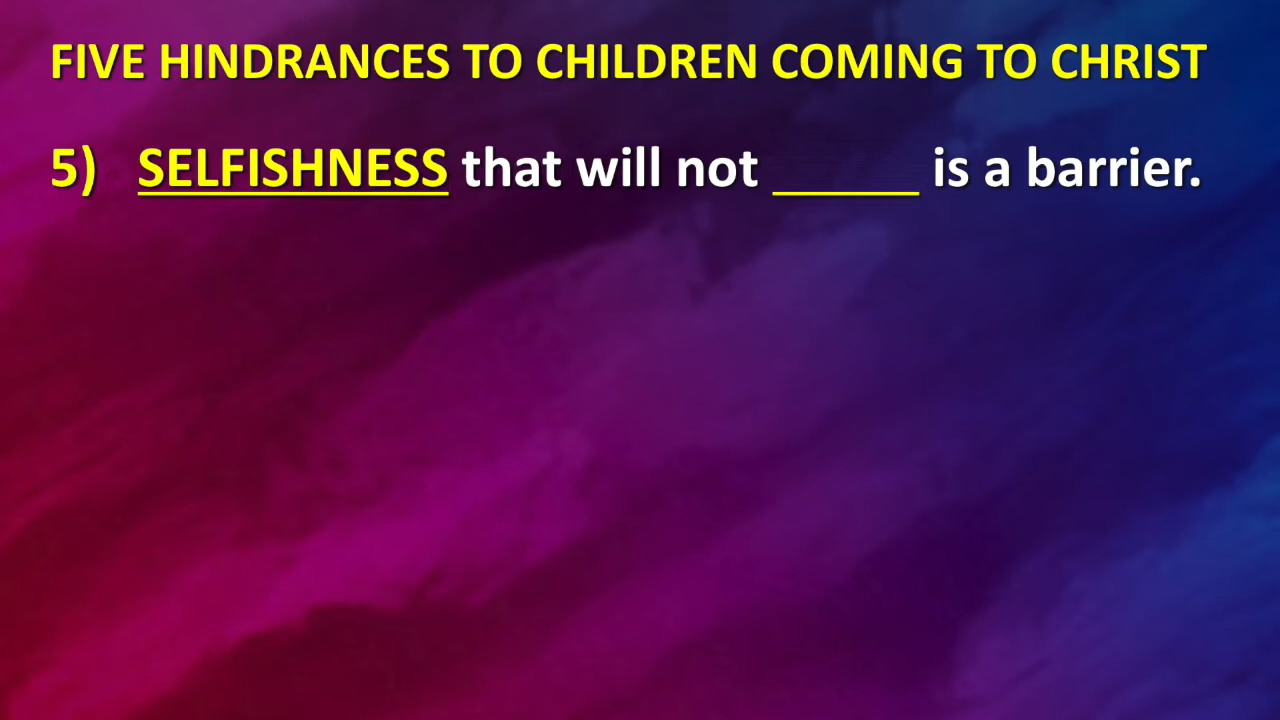 FIVE HINDRANCES TO CHILDREN COMING TO CHRIST
5) SELFISHNESS that will not ______ is a barrier.